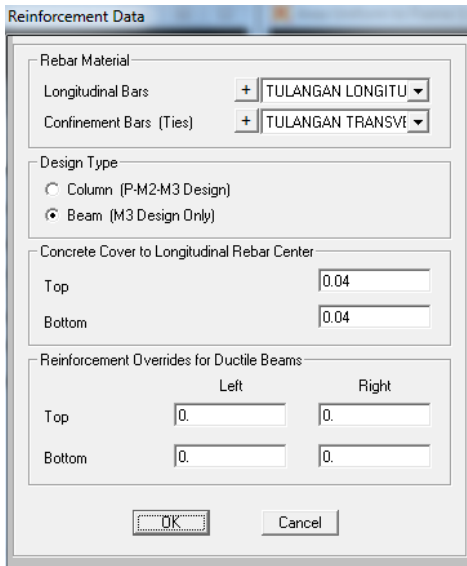 Reinforcement Data
Rebar Material
Longitudinal Bars + TULANGAN LONGITU
Confinement Bars (Ties) + TULANGAN TRANSVE
Design Type
Column (P-M2-M3 Design)
Beam (M3 Design Only)
Concrete Cover to Longitudinal Rebar Center
Top 0.04
Bottom 0.04
Reinforcement Overrides for Ductile Beams
Left Right
Top 0. 0.
Bottom 0. 0.
OK Cancel